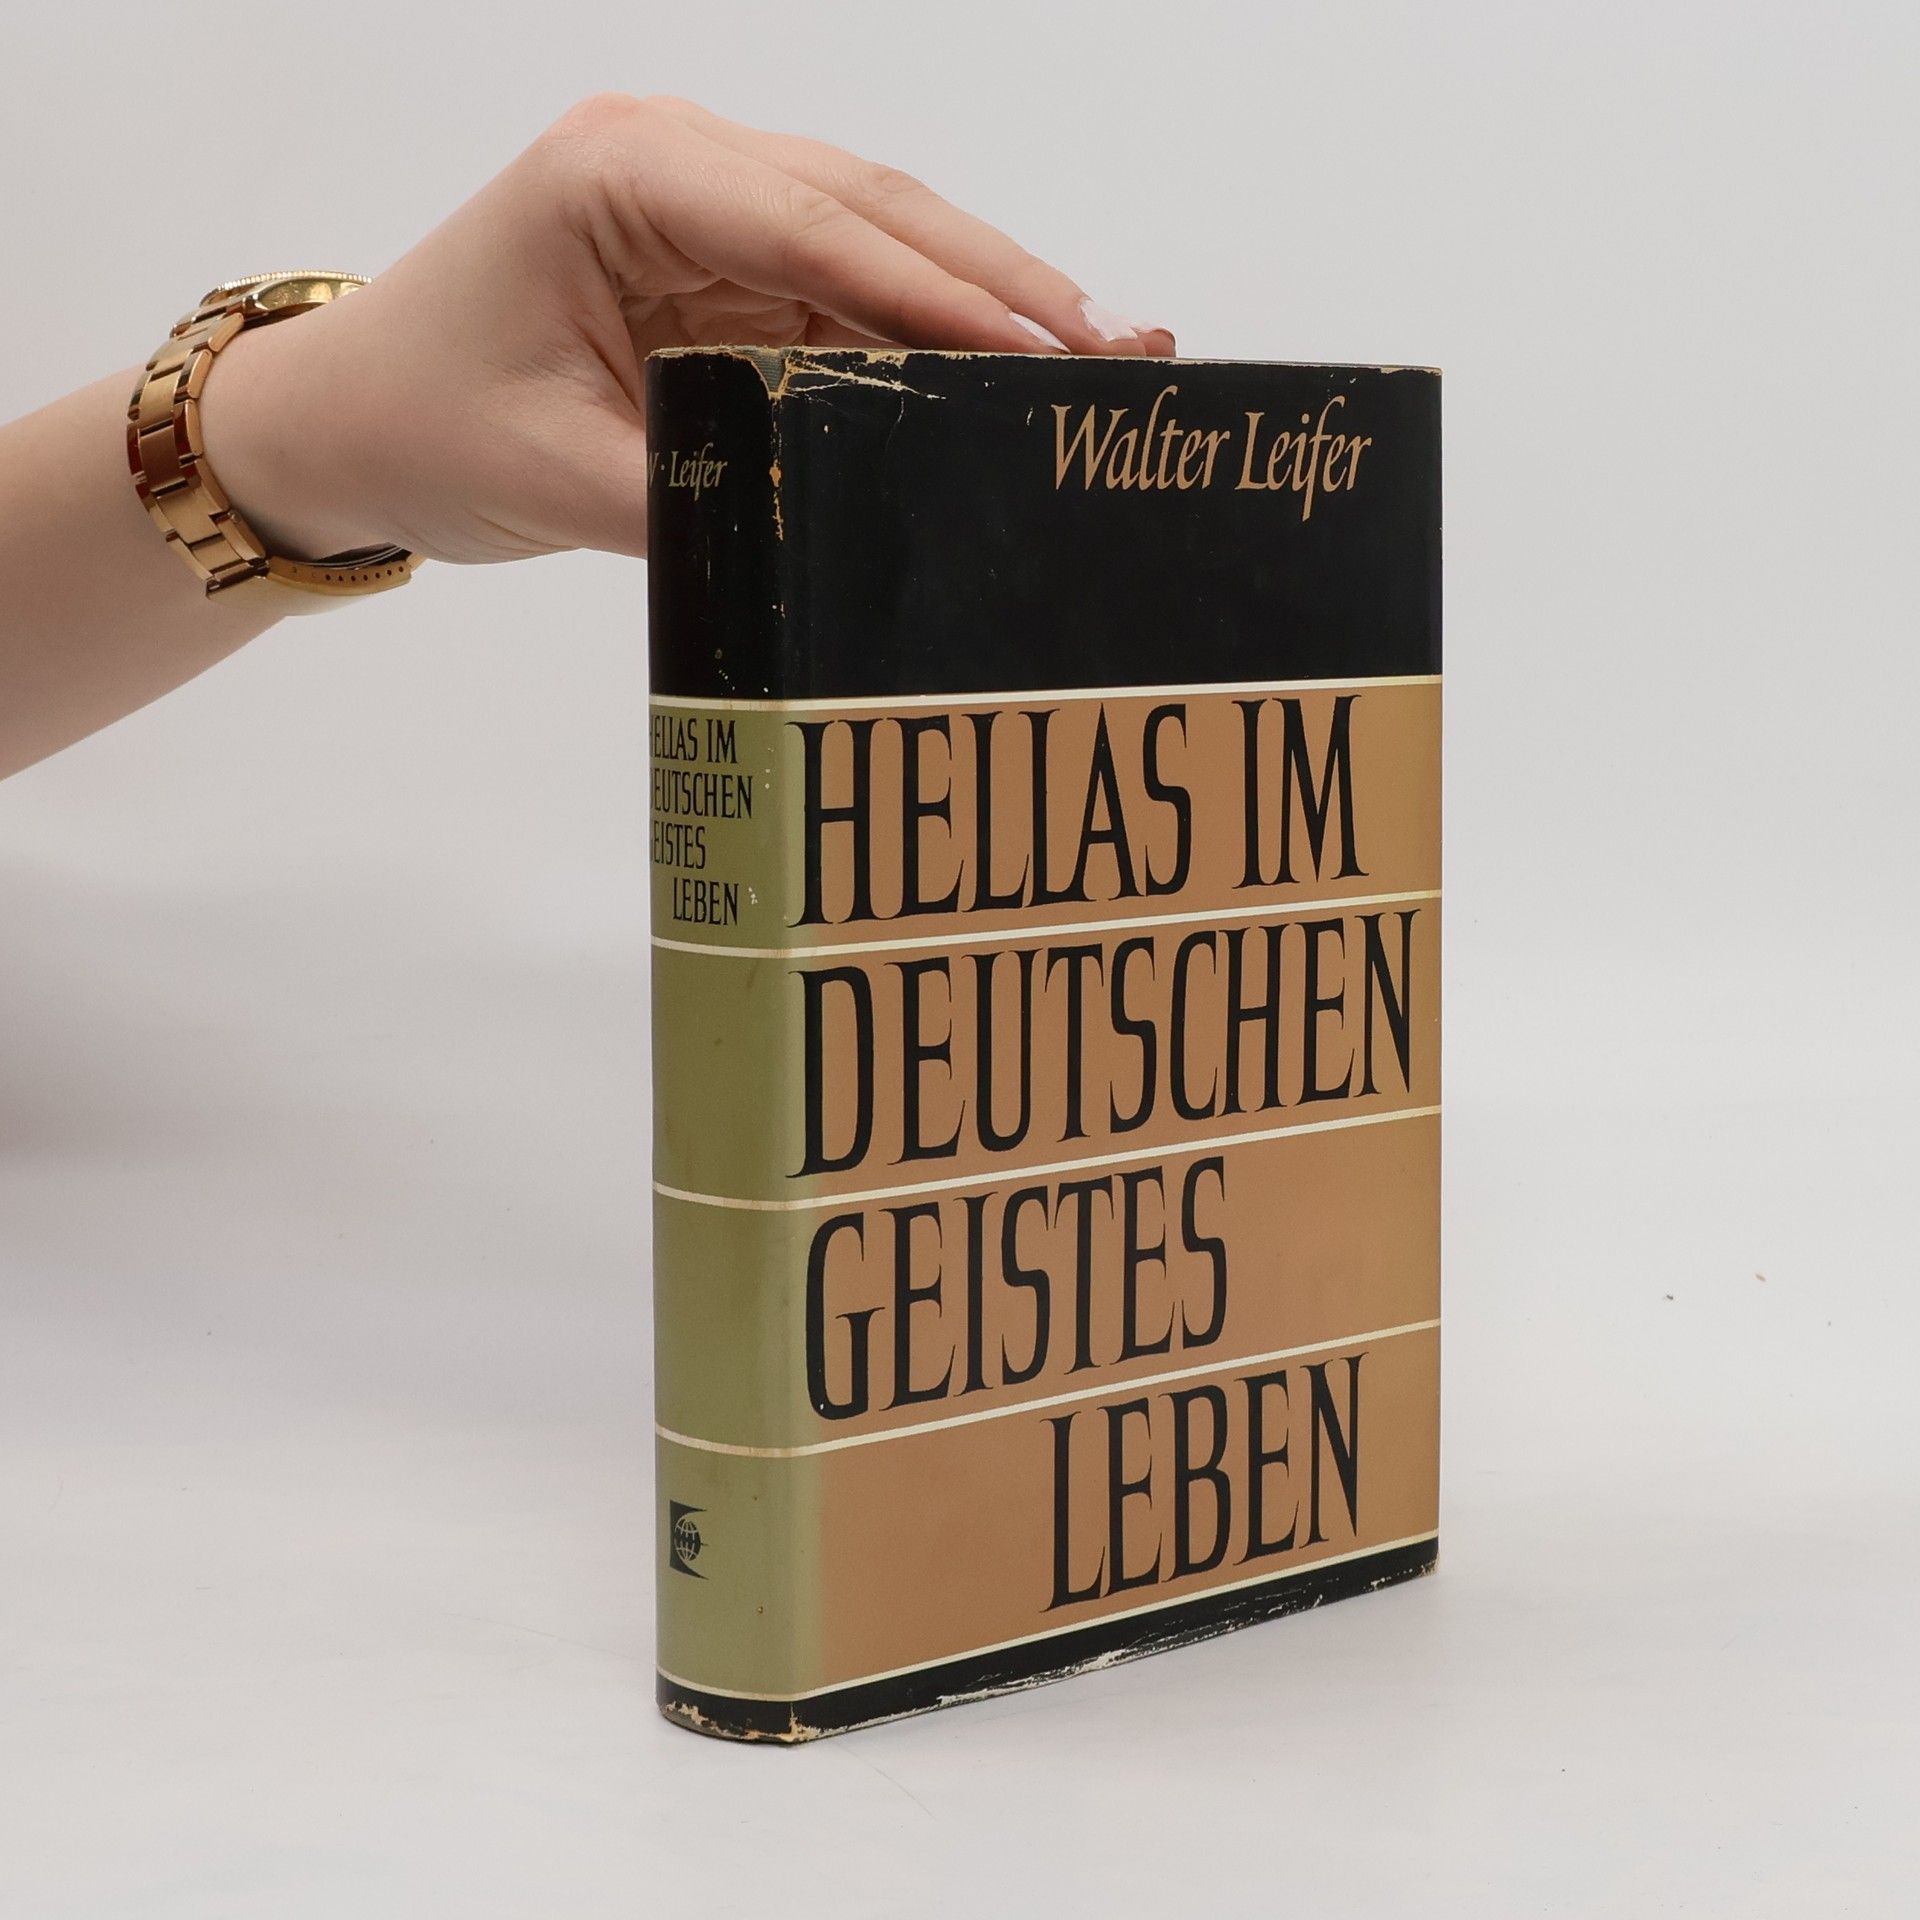 W. Leifer
HELLAS IM
DEUTSCHEN
GEISTES
LEBEN
Walter Leifer
HELLAS IM
DEUTSCHEN
GEISTES
LEBEN